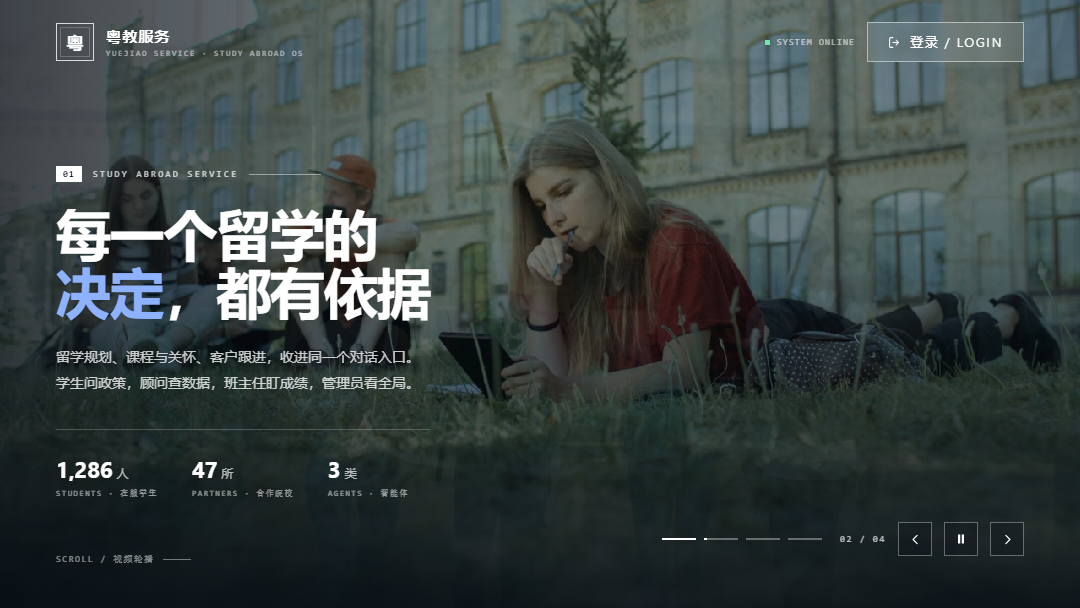 粤
粤教服务
YUEJIAO SERVICE · STUDY ABROAD OS
SYSTEM ONLINE
登录 / LOGIN
01
STUDY ABROAD SERVICE
每一个留学的
决定，都有依据
留学规划、课程与关怀、客户跟进，收进同一个对话入口。
学生问政策，顾问查数据，班主任盯成绩，管理员看全局。
1,286 人
STUDENTS · 在服学生
47 所
PARTNERS · 合作院校
3 类
AGENTS · 智能体
02 / 04
SCROLL / 视频轮播